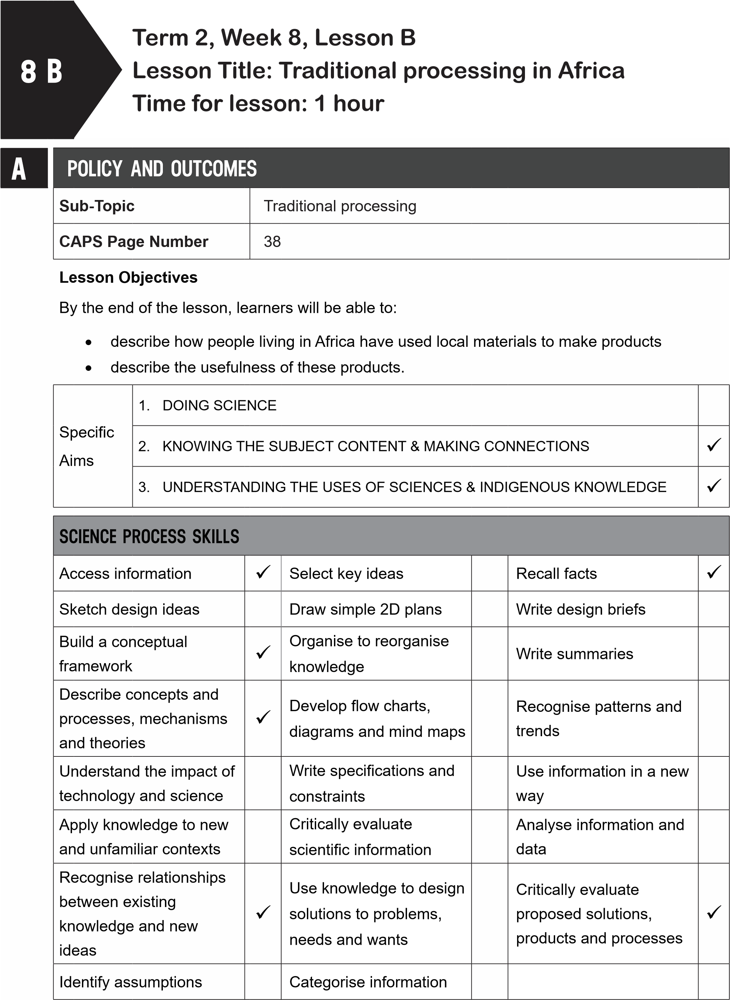 8 B
Term 2, Week 8, Lesson B
Lesson Title: Traditional processing in Africa
Time for lesson: 1 hour
A
POLICY AND OUTCOMES
Sub-Topic
Traditional processing
CAPS Page Number
38
Lesson Objectives
By the end of the lesson, learners will be able to:
• describe how people living in Africa have used local materials to make products
• describe the usefulness of these products.
Specific
Aims
1. DOING SCIENCE
2. KNOWING THE SUBJECT CONTENT & MAKING CONNECTIONS ✓
3. UNDERSTANDING THE USES OF SCIENCES & INDIGENOUS KNOWLEDGE ✓
SCIENCE PROCESS SKILLS
Access information ✓
Select key ideas
Recall facts ✓
Sketch design ideas
Draw simple 2D plans
Write design briefs
Build a conceptual
framework ✓
Organise to reorganise
knowledge
Write summaries
Describe concepts and
processes, mechanisms ✓
and theories
Develop flow charts,
diagrams and mind maps
Recognise patterns and
trends
Understand the impact of
technology and science
Write specifications and
constraints
Use information in a new
way
Apply knowledge to new
and unfamiliar contexts
Critically evaluate
scientific information
Analyse information and
data
Recognise relationships
between existing
knowledge and new ✓
ideas
Use knowledge to design
solutions to problems,
needs and wants
Critically evaluate
proposed solutions, ✓
products and processes
Identify assumptions
Categorise information